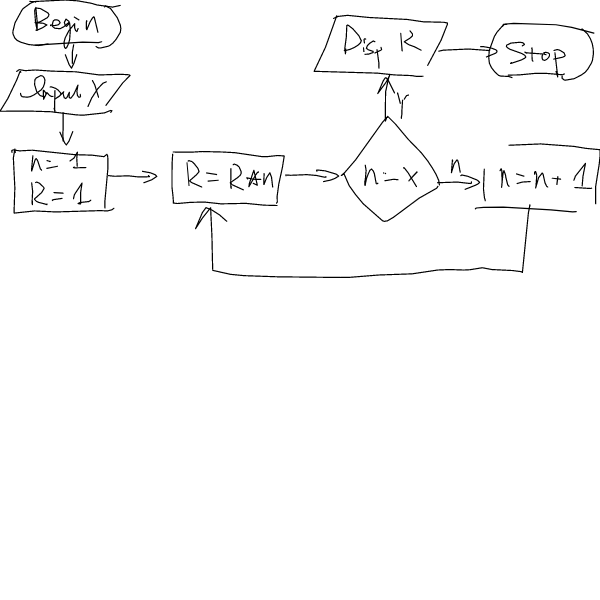 Begin
Input X
n = 1
R = 1
R = R * n
n = x
Y
Disp R
Stop
n
n = n + 1